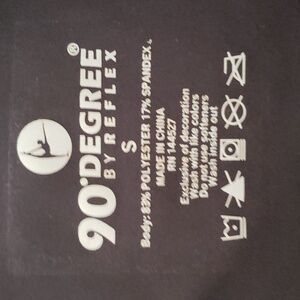 90 DEGREE®
BY REFLEX
S
Body: 83% POLYESTER 17% SPANDEX
MADE IN CHINA
RN 144527
Exclusive of decoration
Wash with like colors
Do not use softeners
Wash inside out